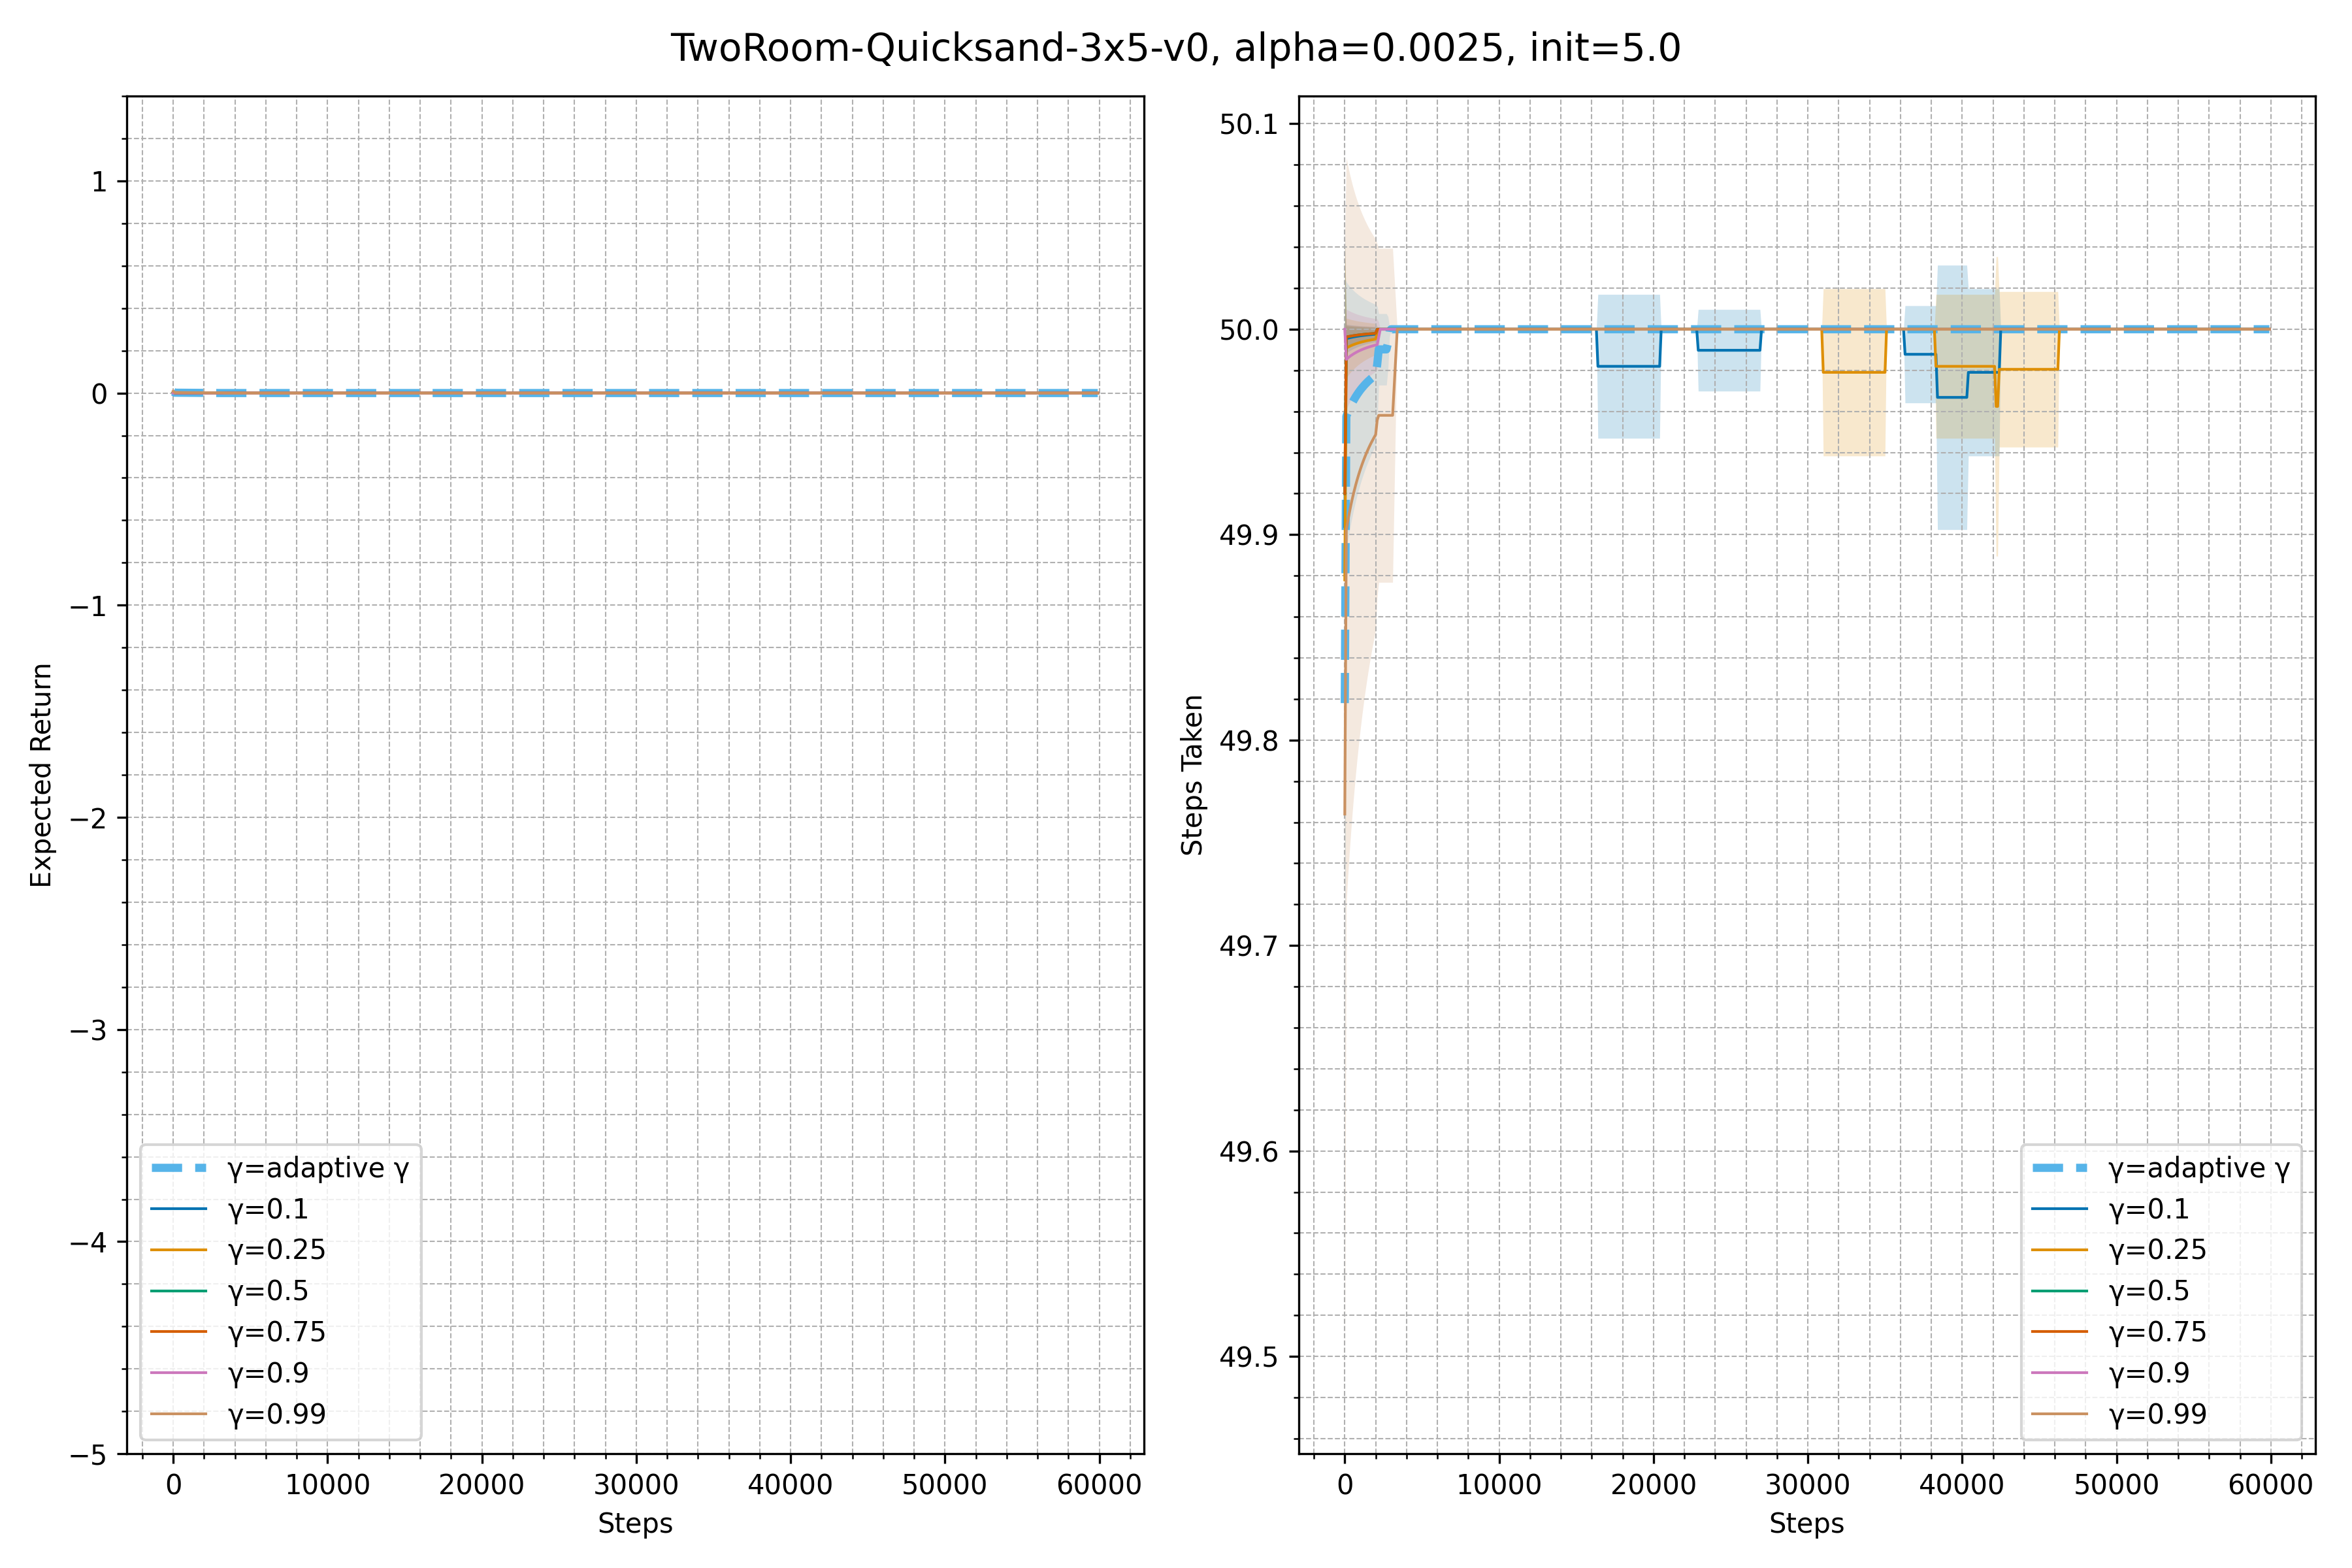 TwoRoom-Quicksand-3x5-v0, alpha=0.0025, init=5.0
1
0
−1
−2
−3
−4
−5
Expected Return
γ=adaptive γ
γ=0.1
γ=0.25
γ=0.5
γ=0.75
γ=0.9
γ=0.99
0 10000 20000 30000 40000 50000 60000
Steps
50.1
50.0
49.9
49.8
49.7
49.6
49.5
Steps Taken
γ=adaptive γ
γ=0.1
γ=0.25
γ=0.5
γ=0.75
γ=0.9
γ=0.99
0 10000 20000 30000 40000 50000 60000
Steps